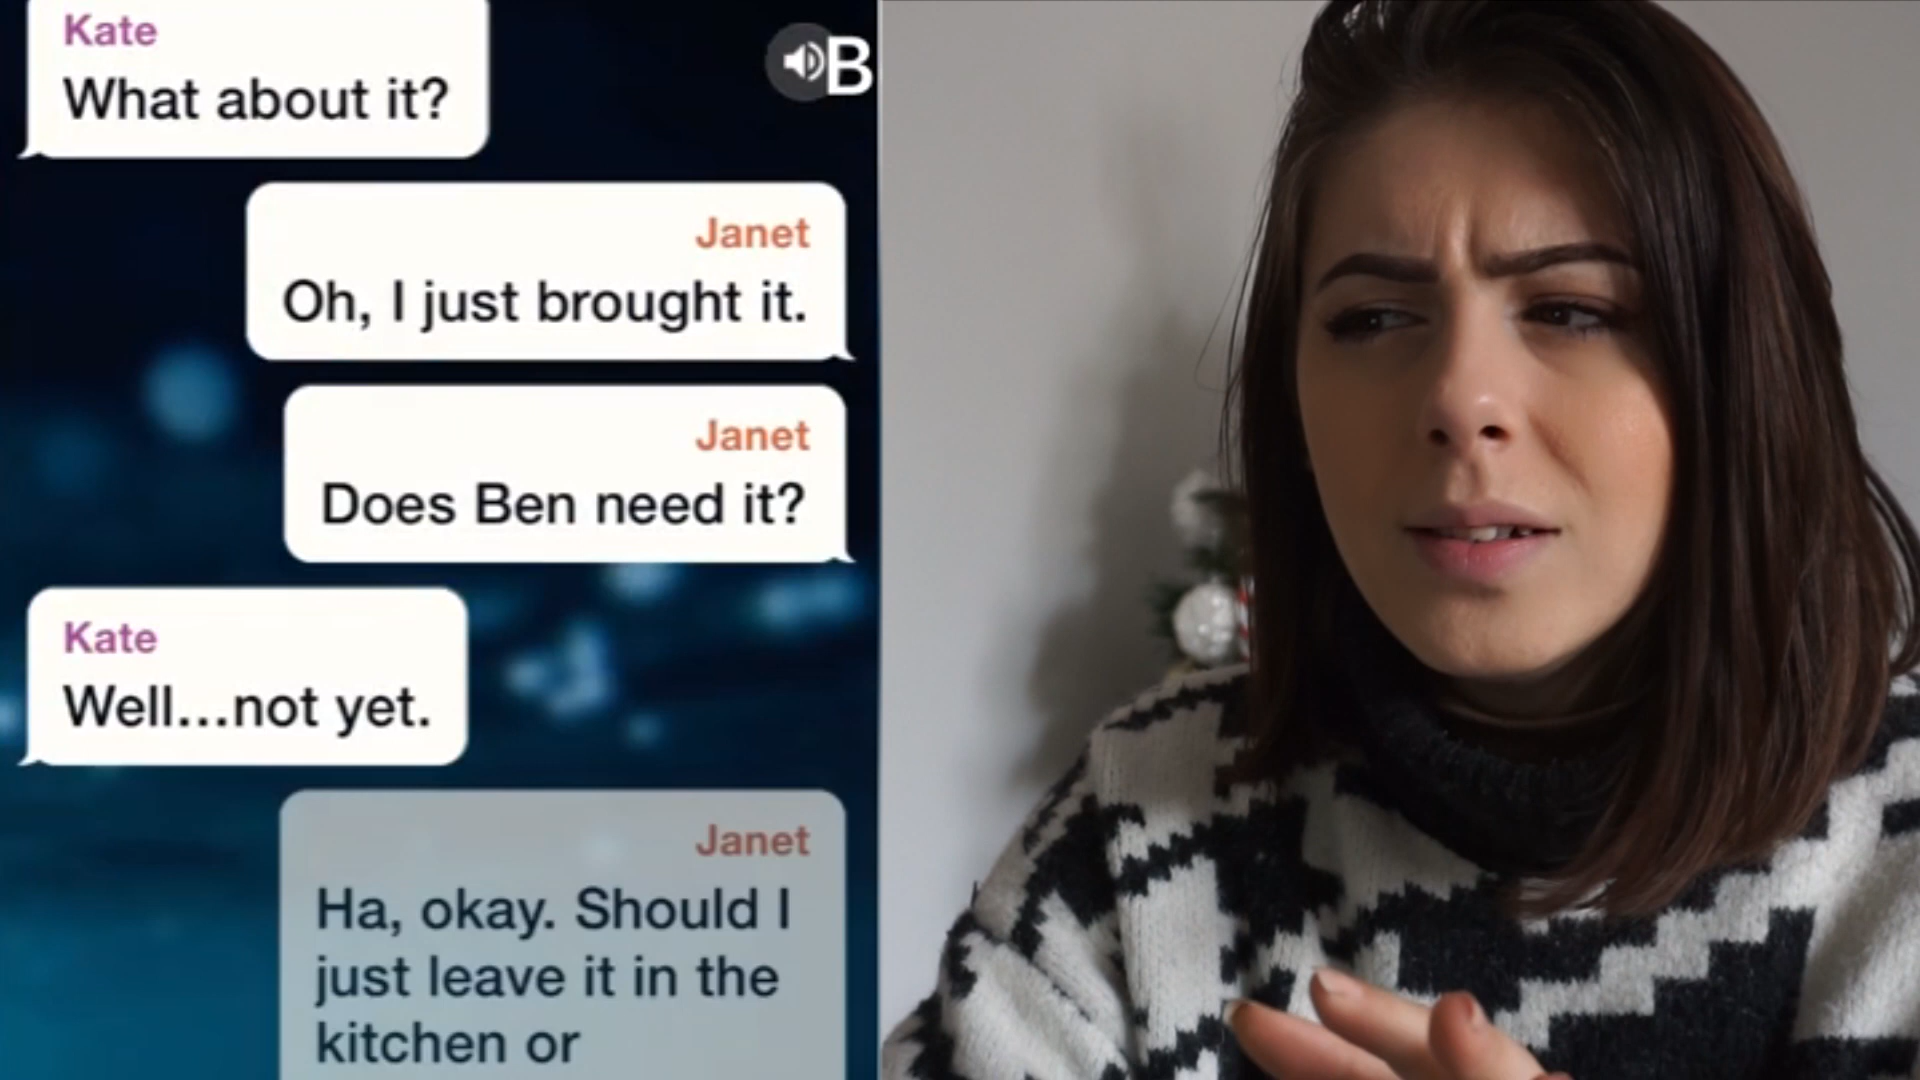 Kate
What about it?
B
Janet
Oh, I just brought it.
Janet
Does Ben need it?
Kate
Well...not yet.
Janet
Ha, okay. Should I
just leave it in the
kitchen or